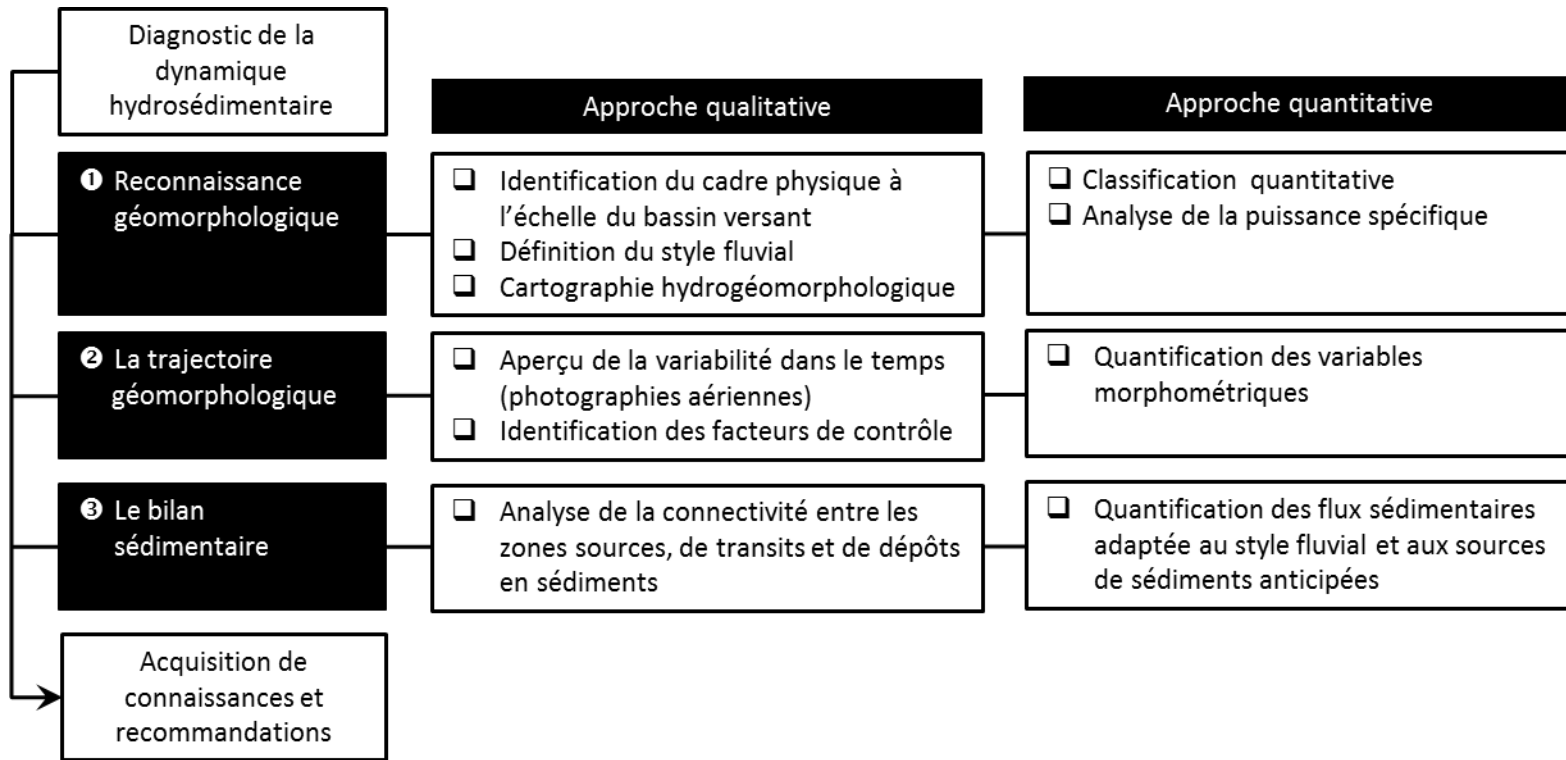 Diagnostic de la
dynamique
hydrosédimentaire
Approche qualitative
Approche quantitative
❶ Reconnaissance
géomorphologique
❑ Identification du cadre physique à
l’échelle du bassin versant
❑ Définition du style fluvial
❑ Cartographie hydrogéomorphologique
❑ Classification quantitative
❑ Analyse de la puissance spécifique
❷ La trajectoire
géomorphologique
❑ Aperçu de la variabilité dans le temps
(photographies aériennes)
❑ Identification des facteurs de contrôle
❑ Quantification des variables
morphométriques
❸ Le bilan
sédimentaire
❑ Analyse de la connectivité entre les
zones sources, de transits et de dépôts
en sédiments
❑ Quantification des flux sédimentaires
adaptée au style fluvial et aux sources
de sédiments anticipées
Acquisition de
connaissances et
recommandations